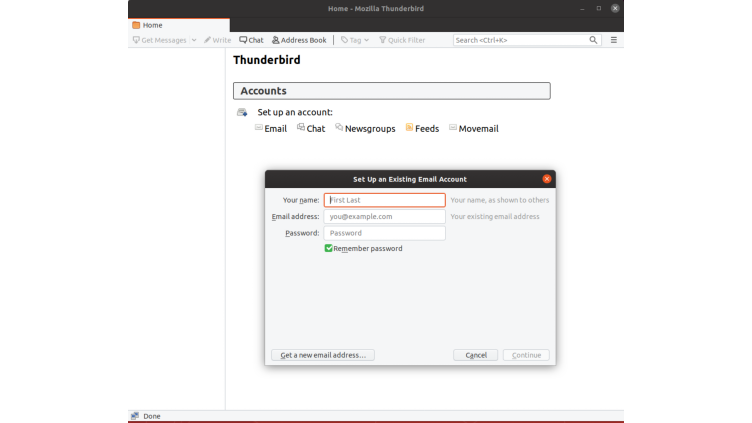 Home - Mozilla Thunderbird
Home
Get Messages Write Chat Address Book Tag Quick Filter Search <Ctrl+K>
Thunderbird
Accounts
Set up an account:
Email Chat Newsgroups Feeds Movemail
Set Up an Existing Email Account
Your name: First Last Your name, as shown to others
Email address: you@example.com Your existing email address
Password: Password
Remember password
Get a new email address... Cancel Continue
Done